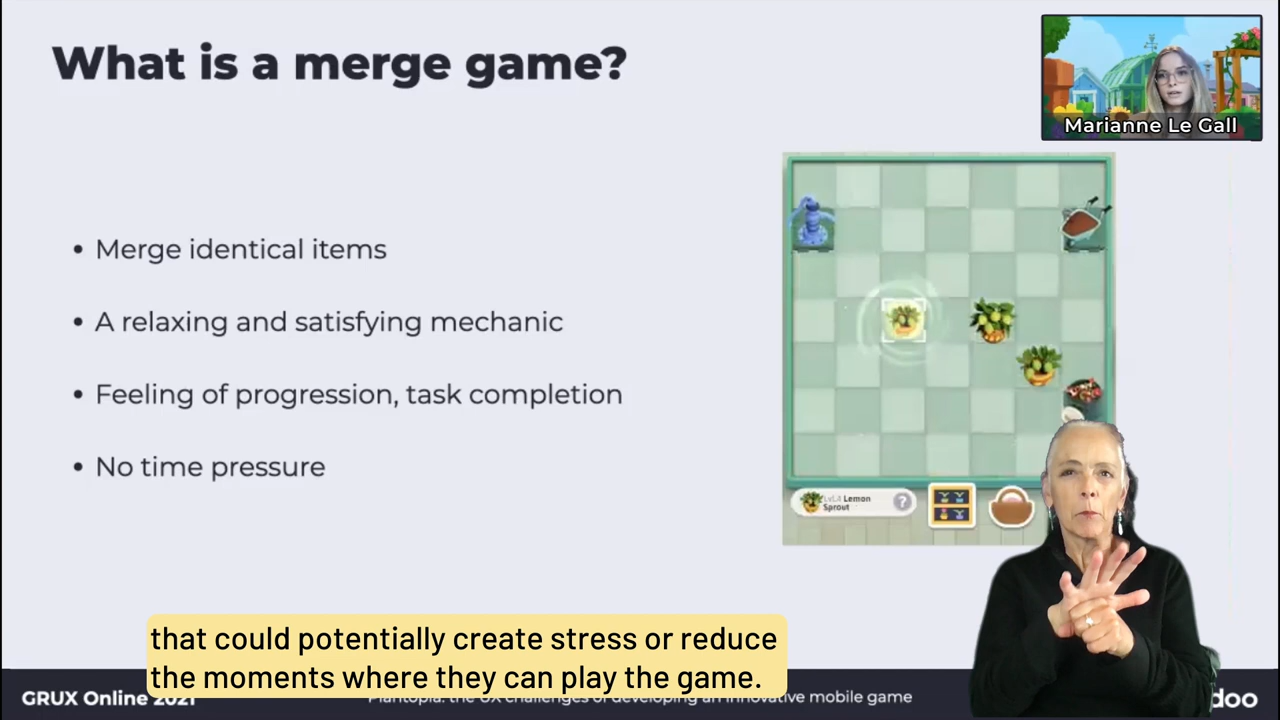 What is a merge game?
Marianne Le Gall
• Merge identical items
• A relaxing and satisfying mechanic
• Feeling of progression, task completion
• No time pressure
LvL4 Lemon
Sprout
?
that could potentially create stress or reduce
the moments where they can play the game.
GRUX Online 2021
Plantopia: the UX challenges of developing an innovative mobile game
doo